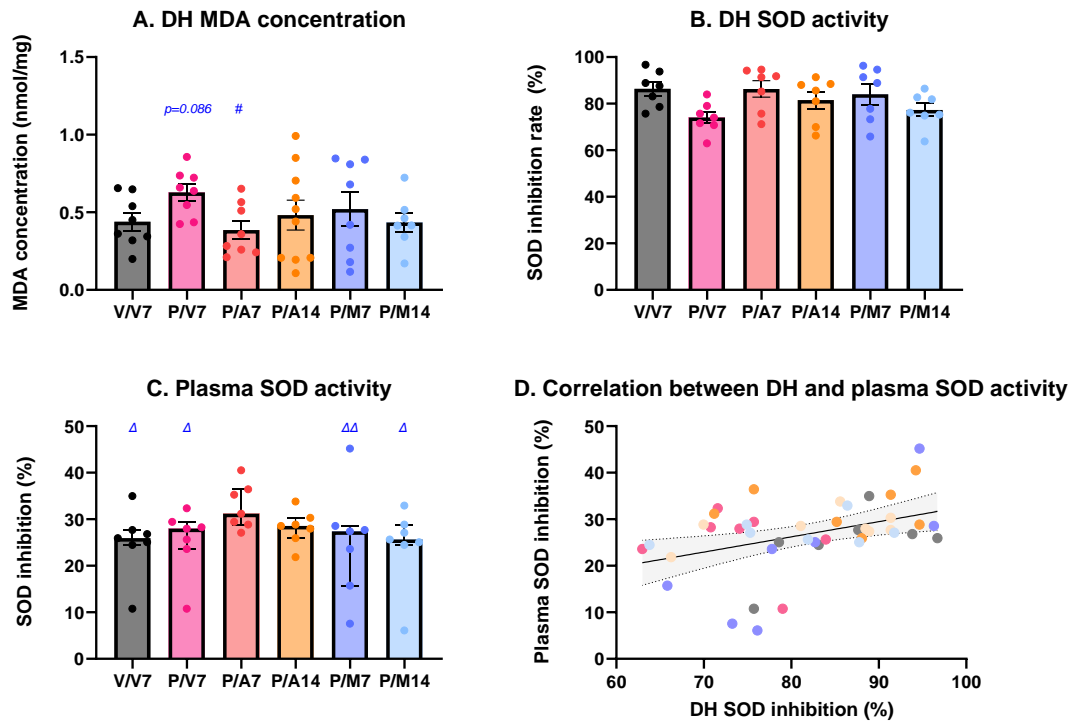 A. DH MDA concentration
MDA concentration (nmol/mg)
1.5
1.0
0.5
0.0
p=0.086
#
V/V7 P/V7 P/A7 P/A14 P/M7 P/M14
B. DH SOD activity
SOD inhibition rate (%)
100
80
60
40
20
0
V/V7 P/V7 P/A7 P/A14 P/M7 P/M14
C. Plasma SOD activity
SOD inhibition (%)
50
40
30
20
10
0
Δ Δ ΔΔ Δ
V/V7 P/V7 P/A7 P/A14 P/M7 P/M14
D. Correlation between DH and plasma SOD activity
Plasma SOD inhibition (%)
50
40
30
20
10
0
60 70 80 90 100
DH SOD inhibition (%)